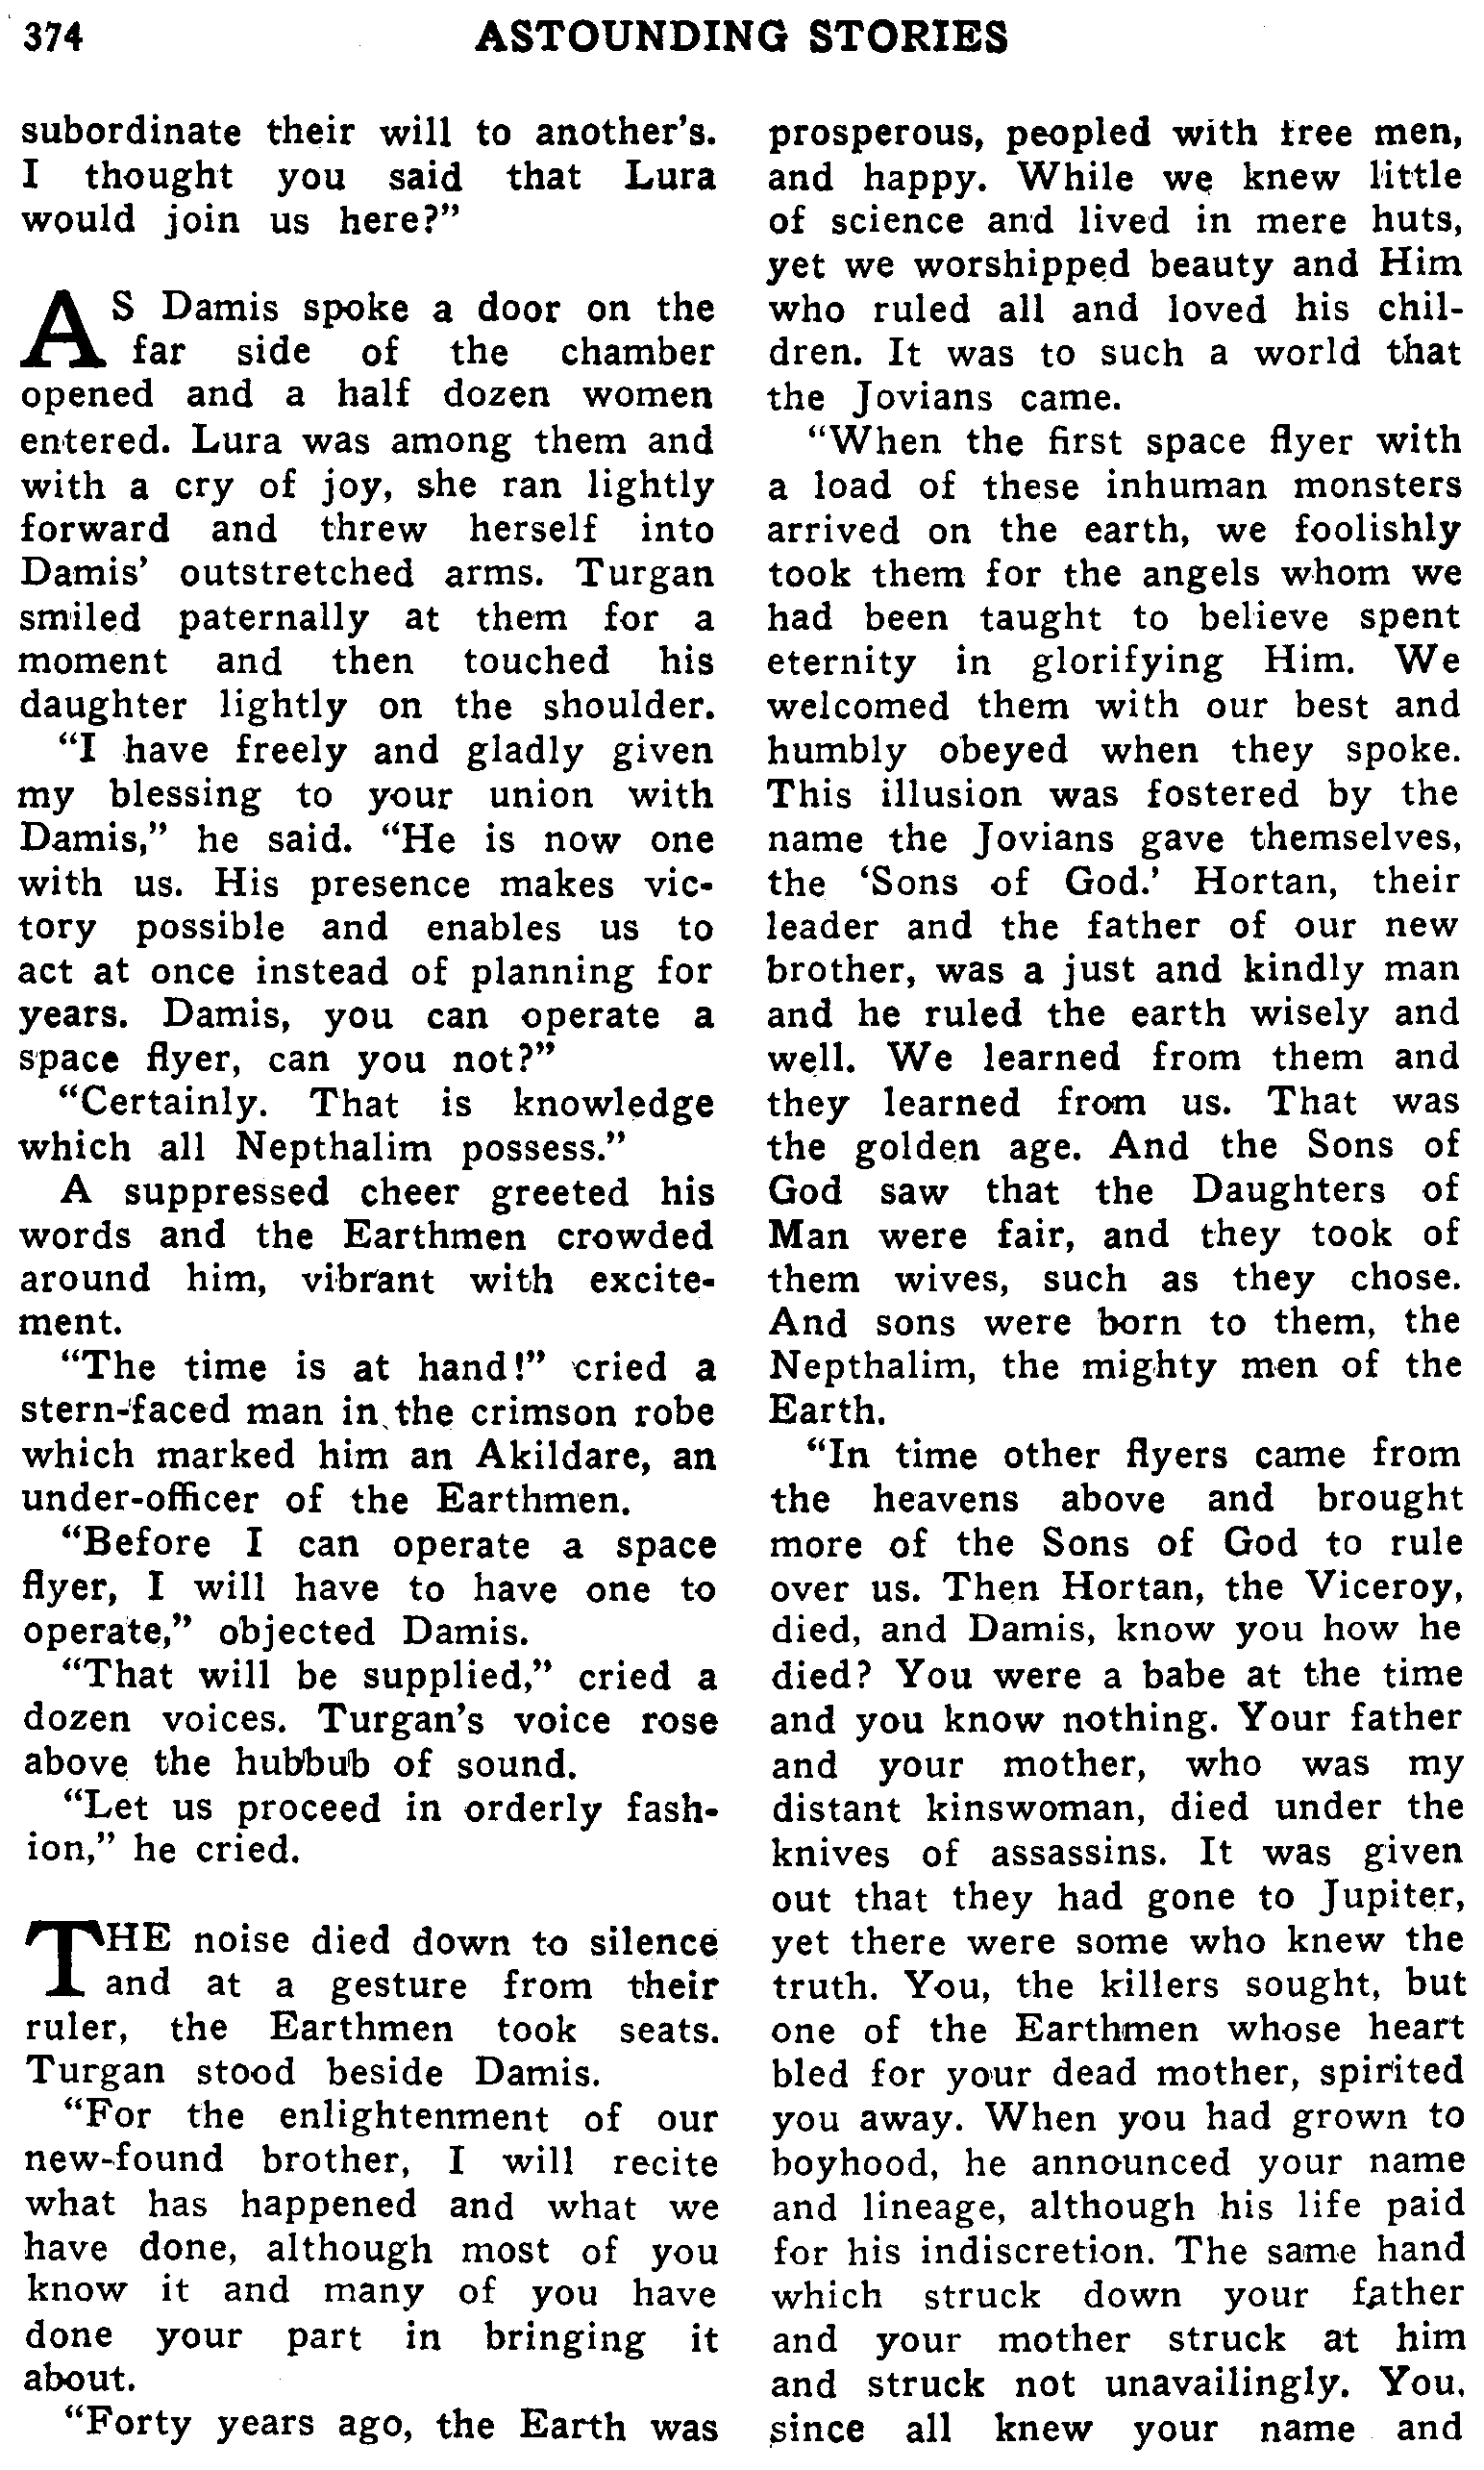 374 ASTOUNDING STORIES
subordinate their will to another's.
I thought you said that Lura
would join us here?”
AS Damis spoke a door on the
far side of the chamber
opened and a half dozen women
entered. Lura was among them and
with a cry of joy, she ran lightly
forward and threw herself into
Damis’ outstretched arms. Turgan
smiled paternally at them for a
moment and then touched his
daughter lightly on the shoulder.
“I have freely and gladly given
my blessing to your union with
Damis,” he said. “He is now one
with us. His presence makes vic-
tory possible and enables us to
act at once instead of planning for
years. Damis, you can operate a
space flyer, can you not?”
“Certainly. That is knowledge
which all Nepthalim possess.”
A suppressed cheer greeted his
words and the Earthmen crowded
around him, vibrant with excite-
ment.
“The time is at hand!” cried a
stern-faced man in the crimson robe
which marked him an Akildare, an
under-officer of the Earthmen.
“Before I can operate a space
flyer, I will have to have one to
operate,” objected Damis.
“That will be supplied,” cried a
dozen voices. Turgan's voice rose
above the hubbub of sound.
“Let us proceed in orderly fash-
ion,” he cried.
THE noise died down to silence
and at a gesture from their
ruler, the Earthmen took seats.
Turgan stood beside Damis.
“For the enlightenment of our
new-found brother, I will recite
what has happened and what we
have done, although most of you
know it and many of you have
done your part in bringing it
about.
“Forty years ago, the Earth was
prosperous, peopled with free men,
and happy. While we knew little
of science and lived in mere huts,
yet we worshipped beauty and Him
who ruled all and loved his chil-
dren. It was to such a world that
the Jovians came.
“When the first space flyer with
a load of these inhuman monsters
arrived on the earth, we foolishly
took them for the angels whom we
had been taught to believe spent
eternity in glorifying Him. We
welcomed them with our best and
humbly obeyed when they spoke.
This illusion was fostered by the
name the Jovians gave themselves,
the ‘Sons of God.’ Hortan, their
leader and the father of our new
brother, was a just and kindly man
and he ruled the earth wisely and
well. We learned from them and
they learned from us. That was
the golden age. And the Sons of
God saw that the Daughters of
Man were fair, and they took of
them wives, such as they chose.
And sons were born to them, the
Nepthalim, the mighty men of the
Earth.
“In time other flyers came from
the heavens above and brought
more of the Sons of God to rule
over us. Then Hortan, the Viceroy,
died, and Damis, know you how he
died? You were a babe at the time
and you know nothing. Your father
and your mother, who was my
distant kinswoman, died under the
knives of assassins. It was given
out that they had gone to Jupiter,
yet there were some who knew the
truth. You, the killers sought, but
one of the Earthmen whose heart
bled for your dead mother, spirited
you away. When you had grown to
boyhood, he announced your name
and lineage, although his life paid
for his indiscretion. The same hand
which struck down your father
and your mother struck at him
and struck not unavailingly. You,
since all knew your name and